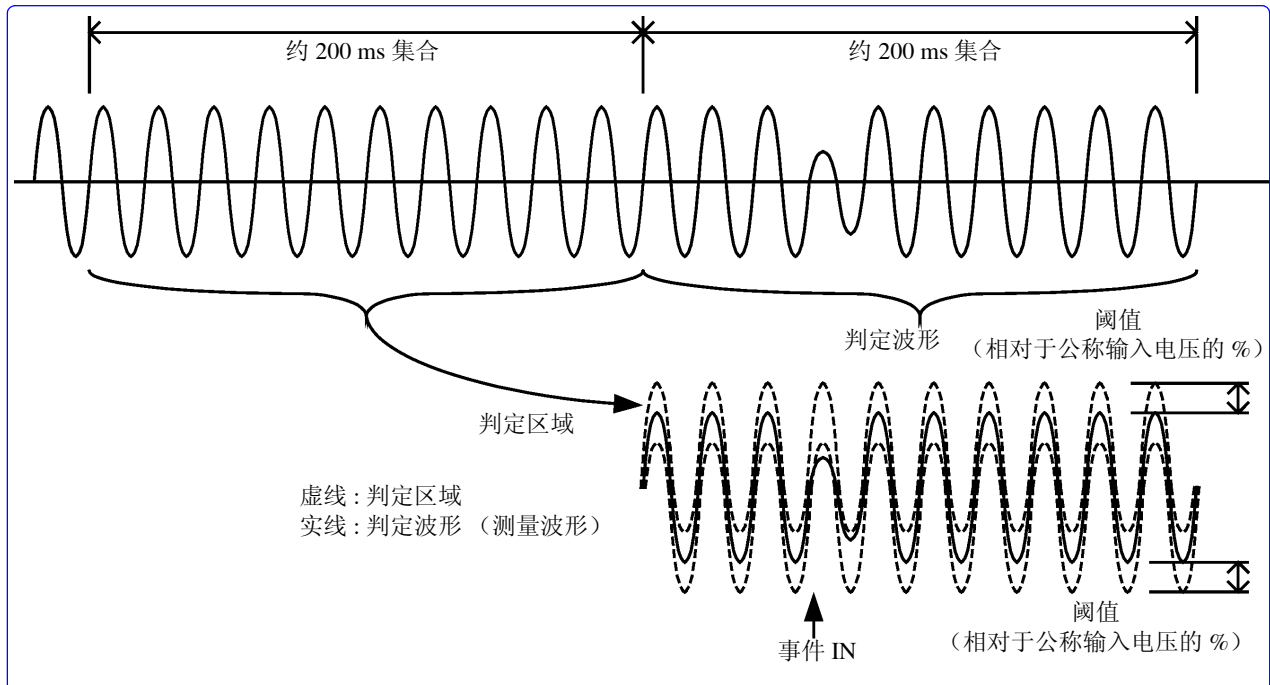 约 200 ms 集合
约 200 ms 集合
判定波形
阈值
（相对于公称输入电压的 %）
判定区域
虚线 : 判定区域
实线 : 判定波形 （测量波形）
阈值
（相对于公称输入电压的 %）
事件 IN